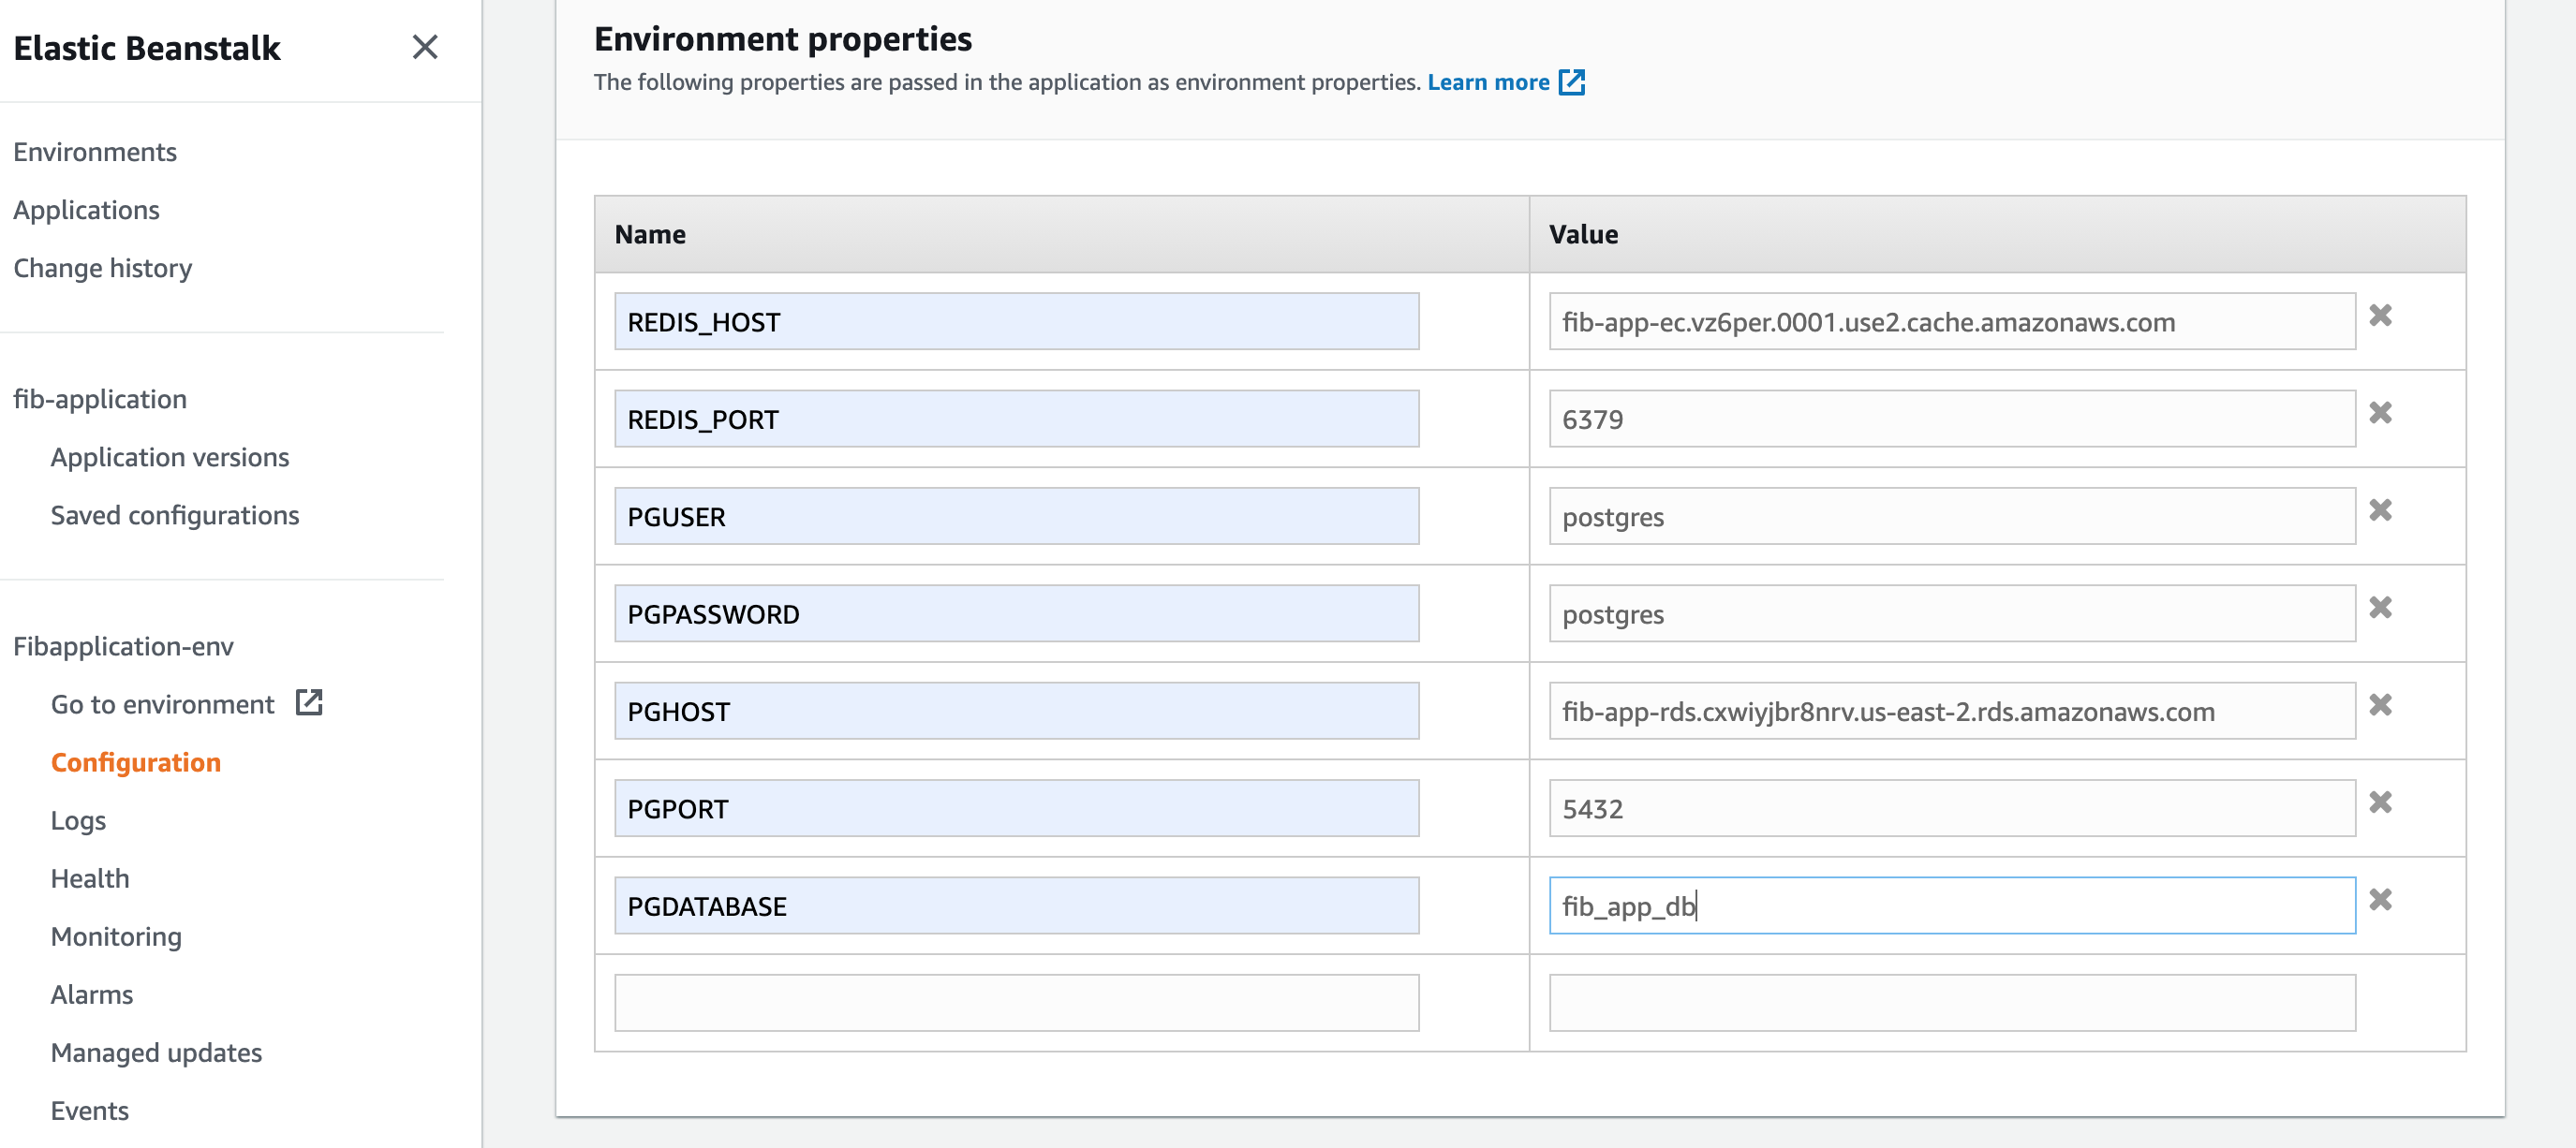 Elastic Beanstalk
Environments
Applications
Change history
fib-application
Application versions
Saved configurations
Fibapplication-env
Go to environment
Configuration
Logs
Health
Monitoring
Alarms
Managed updates
Events
Environment properties
The following properties are passed in the application as environment properties. Learn more
Name Value
REDIS_HOST fib-app-ec.vz6per.0001.use2.cache.amazonaws.com
REDIS_PORT 6379
PGUSER postgres
PGPASSWORD postgres
PGHOST fib-app-rds.cxwiyjbr8nrv.us-east-2.rds.amazonaws.com
PGPORT 5432
PGDATABASE fib_app_db